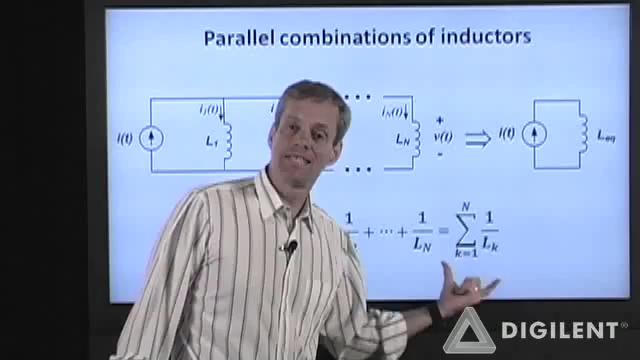 Parallel combinations of inductors
i₁(t) i iN(t) +
i(t) L₁ LN v(t) ⇒ i(t) Leq
-
1 + ⋯ + 1/LN = ∑ k=1 N 1/Lk
DIGILENT®